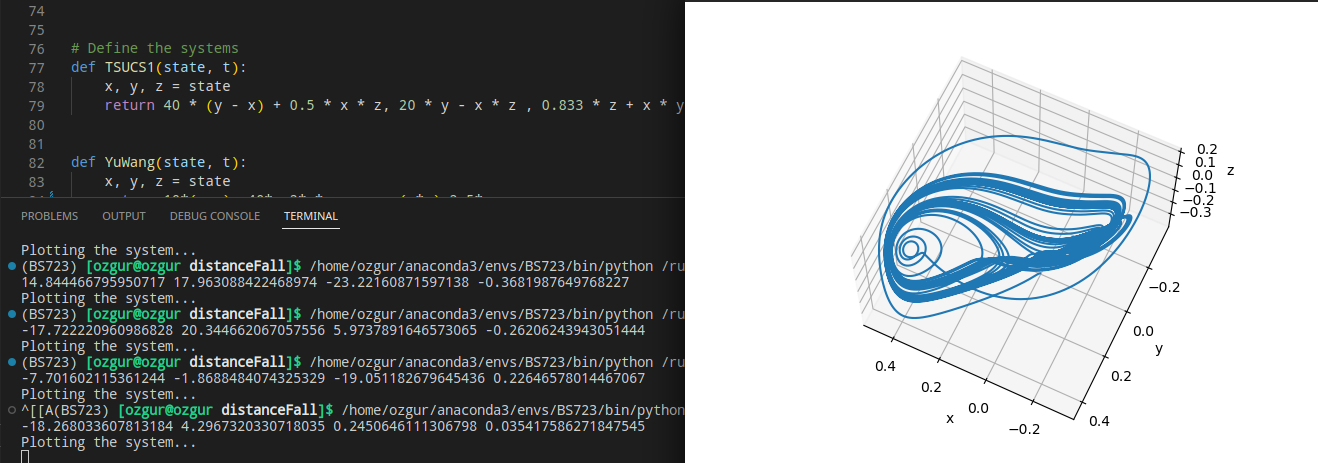 74
75
76 # Define the systems
77 def TSUCS1(state, t):
78 x, y, z = state
79 return 40 * (y - x) + 0.5 * x * z, 20 * y - x * z , 0.833 * z + x * y
80
81
82 def YuWang(state, t):
83 x, y, z = state
PROBLEMS OUTPUT DEBUG CONSOLE TERMINAL
Plotting the system...
(BS723) [ozgur@ozgur distanceFall]$ /home/ozgur/anaconda3/envs/BS723/bin/python /ru
14.844466795950717 17.963088422468974 -23.22160871597138 -0.3681987649768227
Plotting the system...
(BS723) [ozgur@ozgur distanceFall]$ /home/ozgur/anaconda3/envs/BS723/bin/python /ru
-17.722220960986828 20.344662067057556 5.9737891646573065 -0.26206243943051444
Plotting the system...
(BS723) [ozgur@ozgur distanceFall]$ /home/ozgur/anaconda3/envs/BS723/bin/python /ru
-7.701602115361244 -1.8688484074325329 -19.051182679645436 0.22646578014467067
Plotting the system...
^[[A(BS723) [ozgur@ozgur distanceFall]$ /home/ozgur/anaconda3/envs/BS723/bin/python
-18.268033607813184 4.2967320330718035 0.2450646111306798 0.035417586271847545
Plotting the system...
0.2
0.1
0.0
-0.1
-0.2
-0.3
z
-0.2
0.0
0.2
0.4
y
0.4
0.2
0.0
-0.2
x